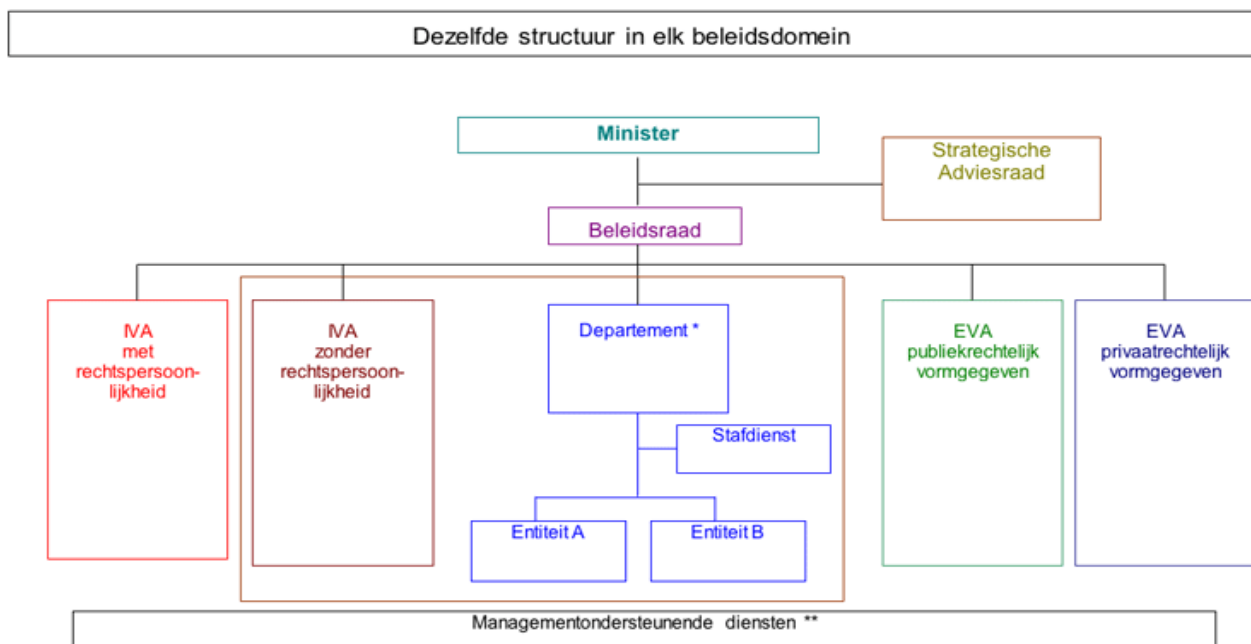 Dezelfde structuur in elk beleidsdomein
Minister
Strategische
Adviesraad
Beleidsraad
IVA
met
rechtspersoon-
lijkheid
IVA
zonder
rechtspersoon-
lijkheid
Departement *
EVA
publiekrechtelijk
vormgegeven
EVA
privaatrechtelijk
vormgegeven
Stafdienst
Entiteit A
Entiteit B
Managementondersteunende diensten **